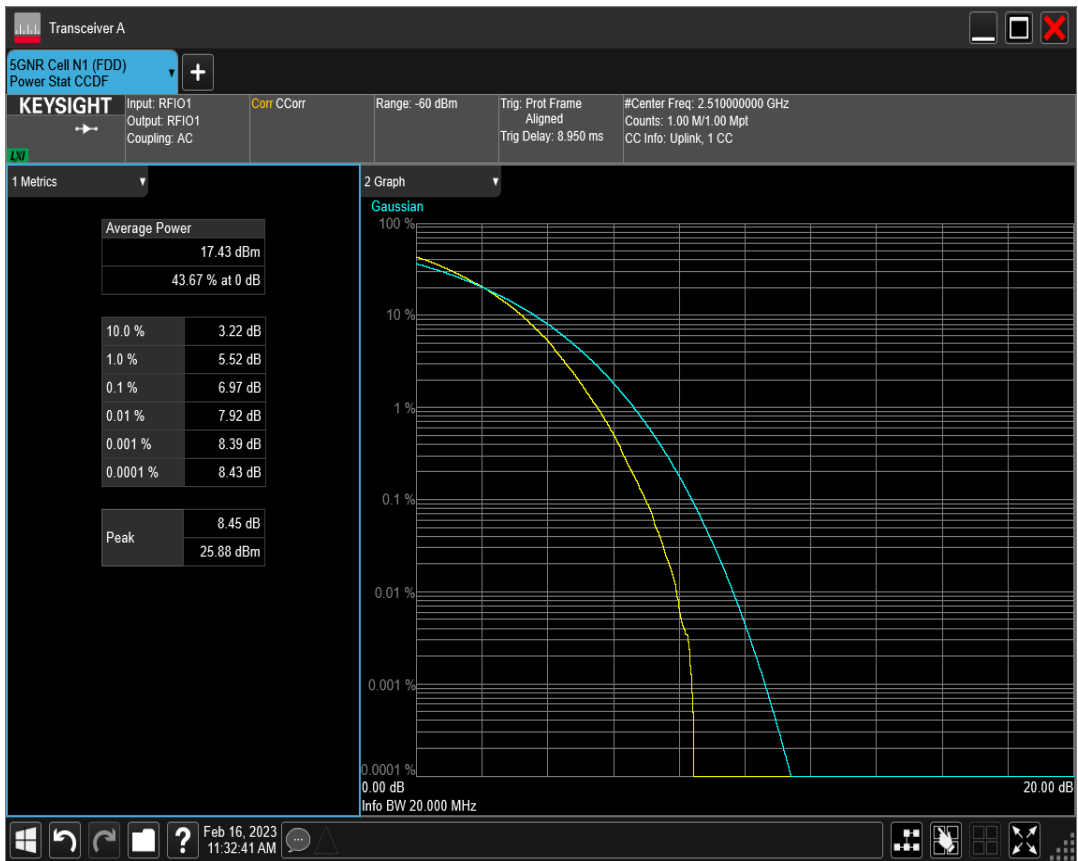 Transceiver A
5GNR Cell N1 (FDD)
Power Stat CCDF
+
KEYSIGHT
LXI
Input: RFIO1
Output: RFIO1
Coupling: AC
Corr CCorr
Range: -60 dBm
Trig: Prot Frame
Aligned
Trig Delay: 8.950 ms
#Center Freq: 2.510000000 GHz
Counts: 1.00 M/1.00 Mpt
CC Info: Uplink, 1 CC
1 Metrics
Average Power
17.43 dBm
43.67 % at 0 dB
10.0 % 3.22 dB
1.0 % 5.52 dB
0.1 % 6.97 dB
0.01 % 7.92 dB
0.001 % 8.39 dB
0.0001 % 8.43 dB
Peak
8.45 dB
25.88 dBm
2 Graph
Gaussian
100 %
10 %
1 %
0.1 %
0.01 %
0.001 %
0.0001 %
0.00 dB 20.00 dB
Info BW 20.000 MHz
?
Feb 16, 2023
11:32:41 AM